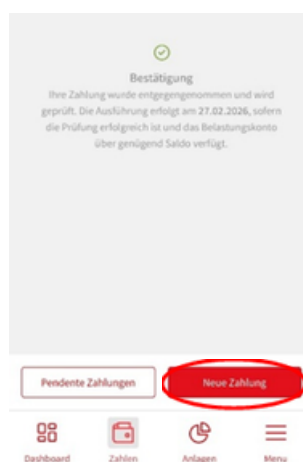 Bestätigung
Ihre Zahlung wurde entgegengenommen und wird
geprüft. Die Ausführung erfolgt am 27.02.2026, sofern
die Prüfung erfolgreich ist und das Belastungskonto
über genügend Saldo verfügt.
Pendente Zahlungen
Neue Zahlung
Dashboard
Zahlen
Anlagen
Menu